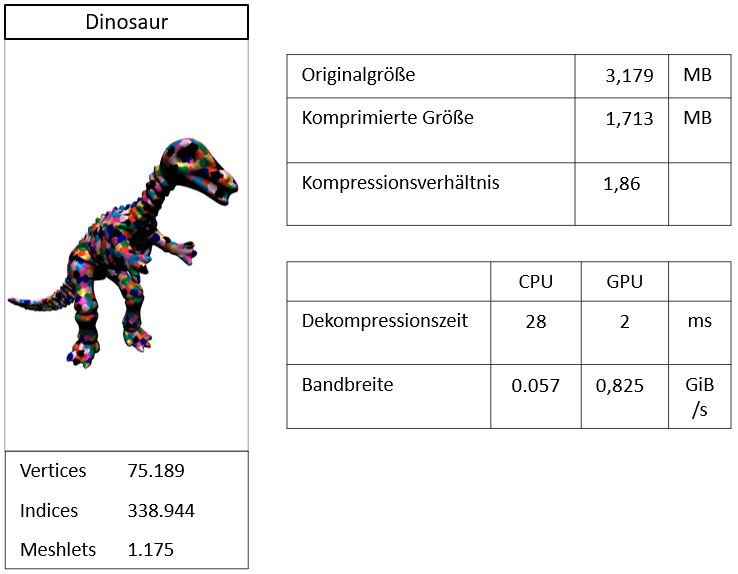 Dinosaur
Vertices 75.189
Indices 338.944
Meshlets 1.175
Originalgröße 3,179 MB
Komprimierte Größe 1,713 MB
Kompressionsverhältnis 1,86
CPU GPU
Dekompressionszeit 28 2 ms
Bandbreite 0.057 0,825 GiB
/s